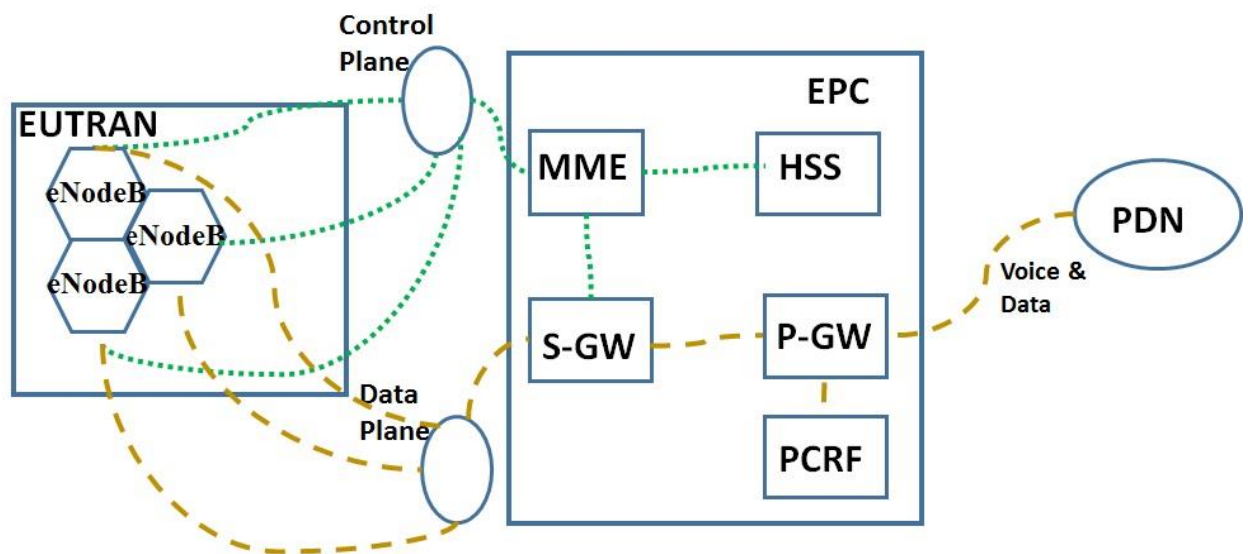 Control
Plane
EPC
EUTRAN
MME
HSS
eNodeB
eNodeB
eNodeB
PDN
Voice &
Data
S-GW
P-GW
Data
Plane
PCRF